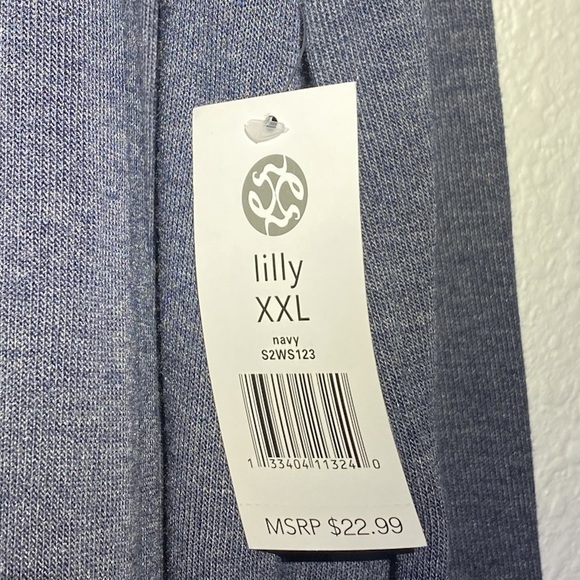 lilly
XXL
navy
S2WS123
1 33404 11324 0
MSRP $22.99